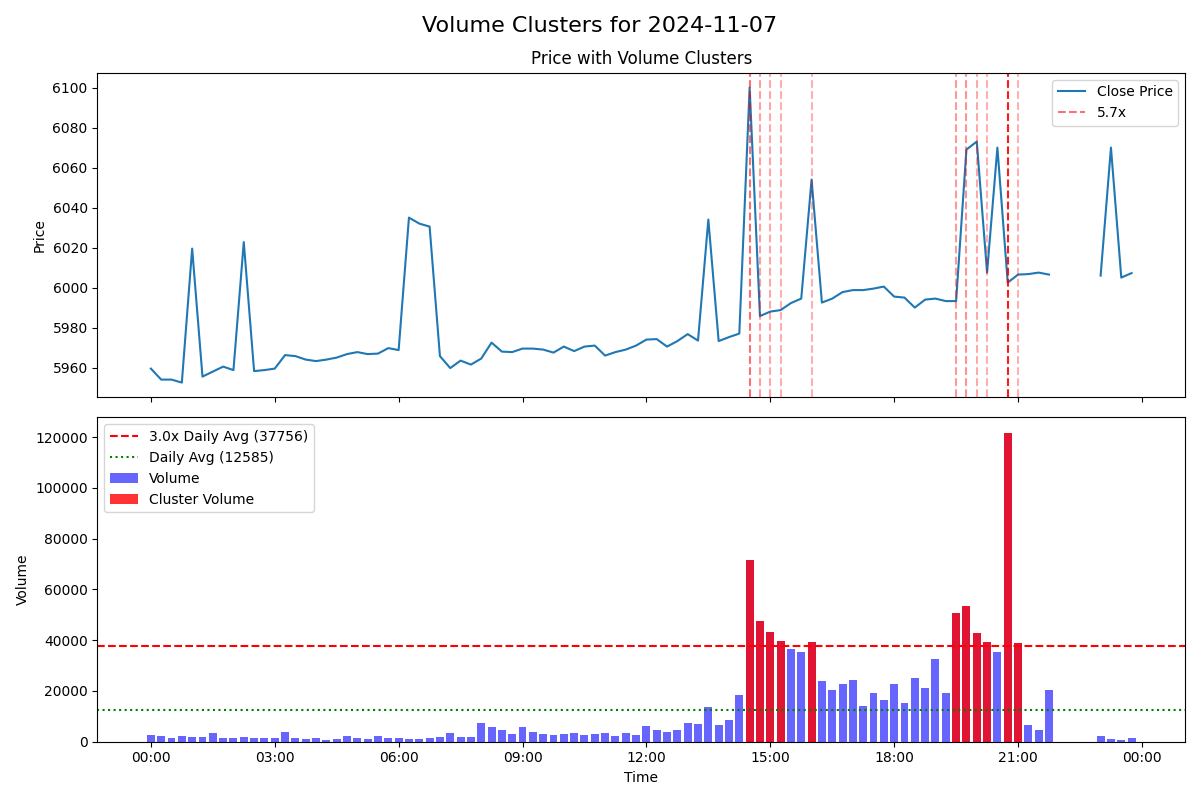 Volume Clusters for 2024-11-07
Price with Volume Clusters
6100
6080
6060
6040
6020
6000
5980
5960
Price
Close Price
5.7x
120000
100000
80000
60000
40000
20000
0
Volume
3.0x Daily Avg (37756)
Daily Avg (12585)
Volume
Cluster Volume
00:00 03:00 06:00 09:00 12:00 15:00 18:00 21:00 00:00
Time